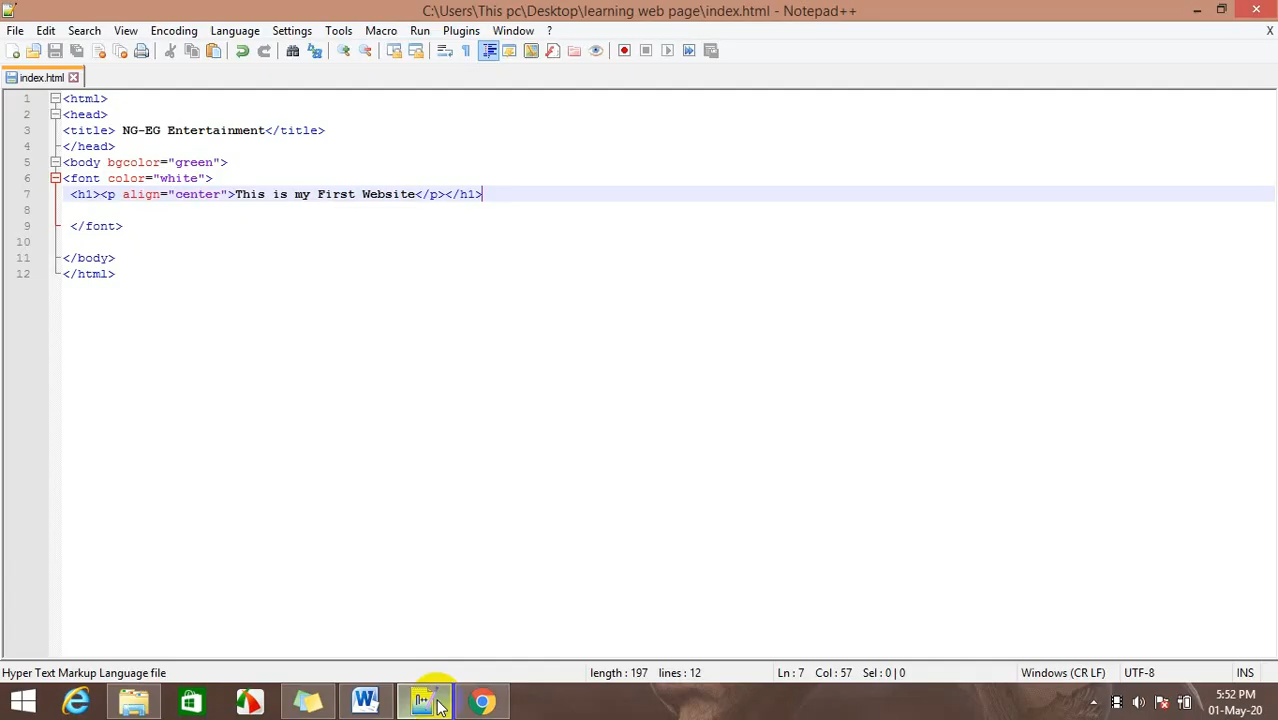 C:\Users\This pc\Desktop\learning web page\index.html - Notepad++
File Edit Search View Encoding Language Settings Tools Macro Run Plugins Window ? X
index.html
1 <html>
2 <head>
3 <title> NG-EG Entertainment</title>
4 </head>
5 <body bgcolor="green">
6 <font color="white">
7 <h1><p align="center">This is my First Website</p></h1>
8
9 </font>
10
11 </body>
12 </html>
Hyper Text Markup Language file length : 197 lines : 12 Ln : 7 Col : 57 Sel : 0 | 0 Windows (CR LF) UTF-8 INS
5:52 PM
01-May-20